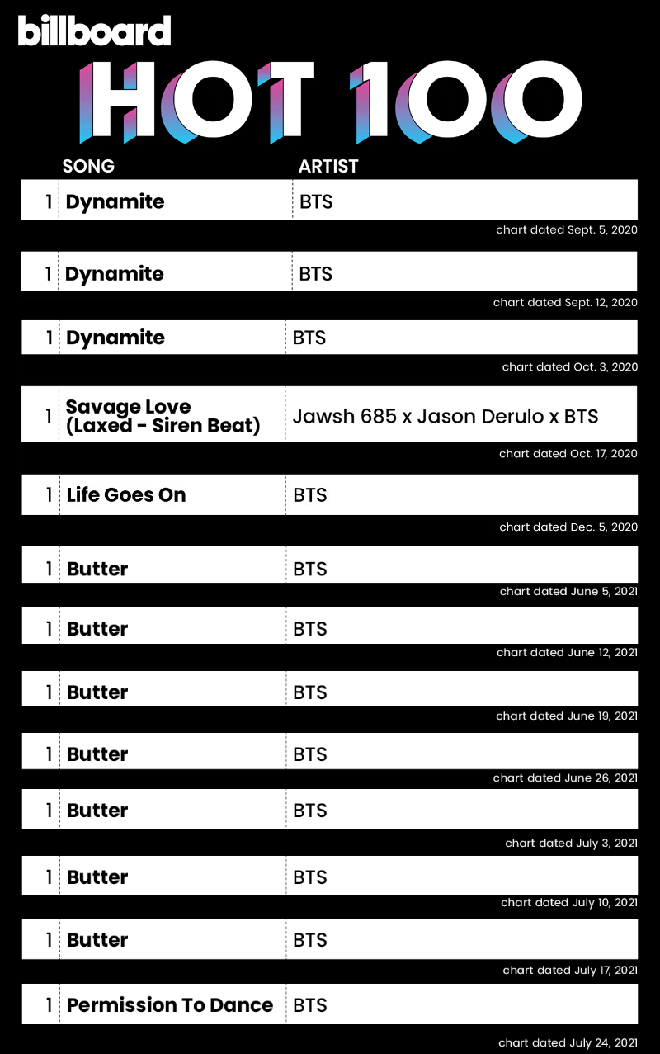 billboard
HOT 100
SONG ARTIST
1 Dynamite BTS
chart dated Sept. 5, 2020
1 Dynamite BTS
chart dated Sept. 12, 2020
1 Dynamite BTS
chart dated Oct. 3, 2020
1 Savage Love
(Laxed - Siren Beat) Jawsh 685 x Jason Derulo x BTS
chart dated Oct. 17, 2020
1 Life Goes On BTS
chart dated Dec. 5, 2020
1 Butter BTS
chart dated June 5, 2021
1 Butter BTS
chart dated June 12, 2021
1 Butter BTS
chart dated June 19, 2021
1 Butter BTS
chart dated June 26, 2021
1 Butter BTS
chart dated July 3, 2021
1 Butter BTS
chart dated July 10, 2021
1 Butter BTS
chart dated July 17, 2021
1 Permission To Dance BTS
chart dated July 24, 2021